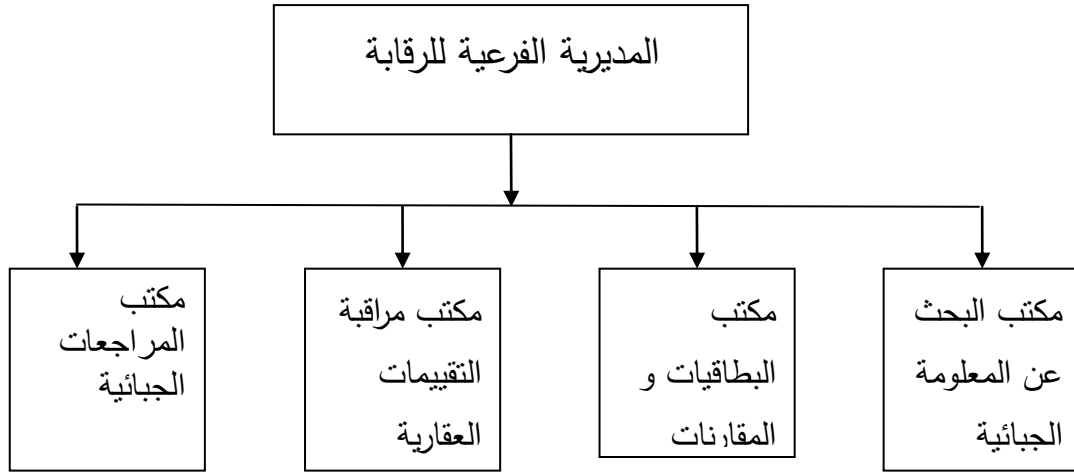 المديرية الفرعية للرقابة
مكتب البحث
عن المعلومة
الجبائية
مكتب
البطاقيات و
المقارنات
مكتب مراقبة
التقييمات
العقارية
مكتب
المراجعات
الجبائية